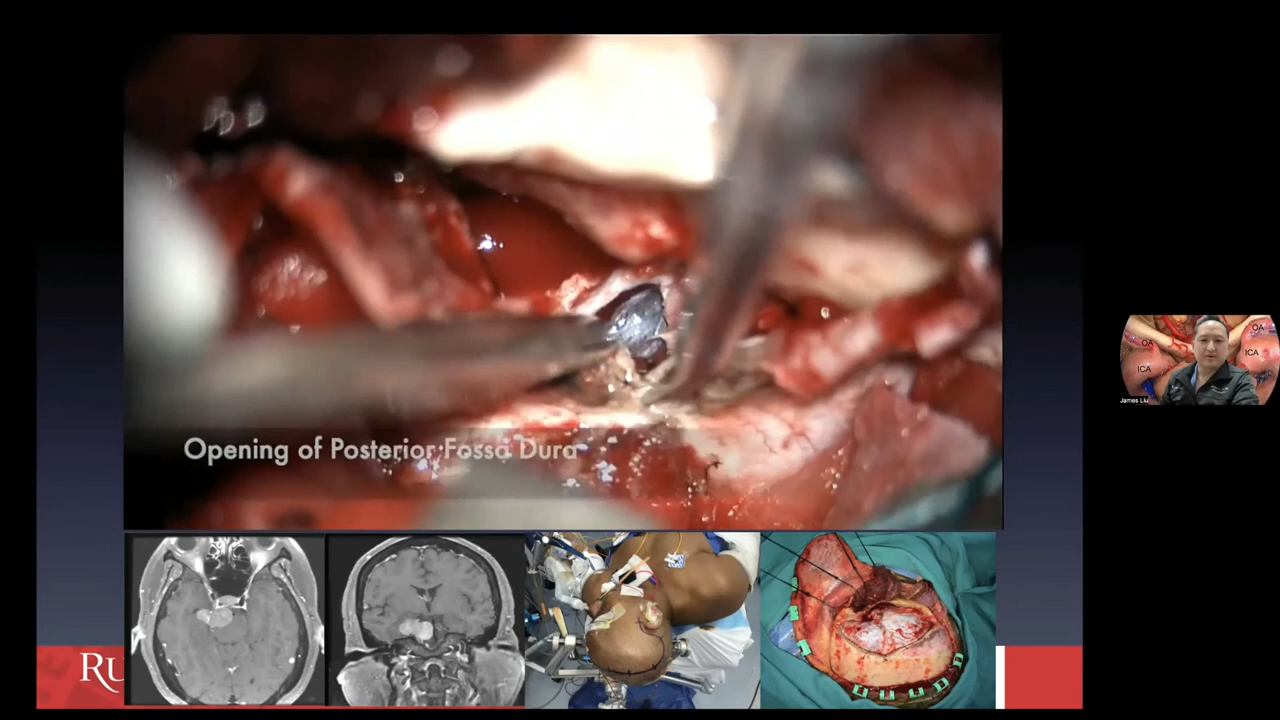 Opening of Posterior Fossa Dura
OA
OA
ICA
ICA
James Liu
Ru